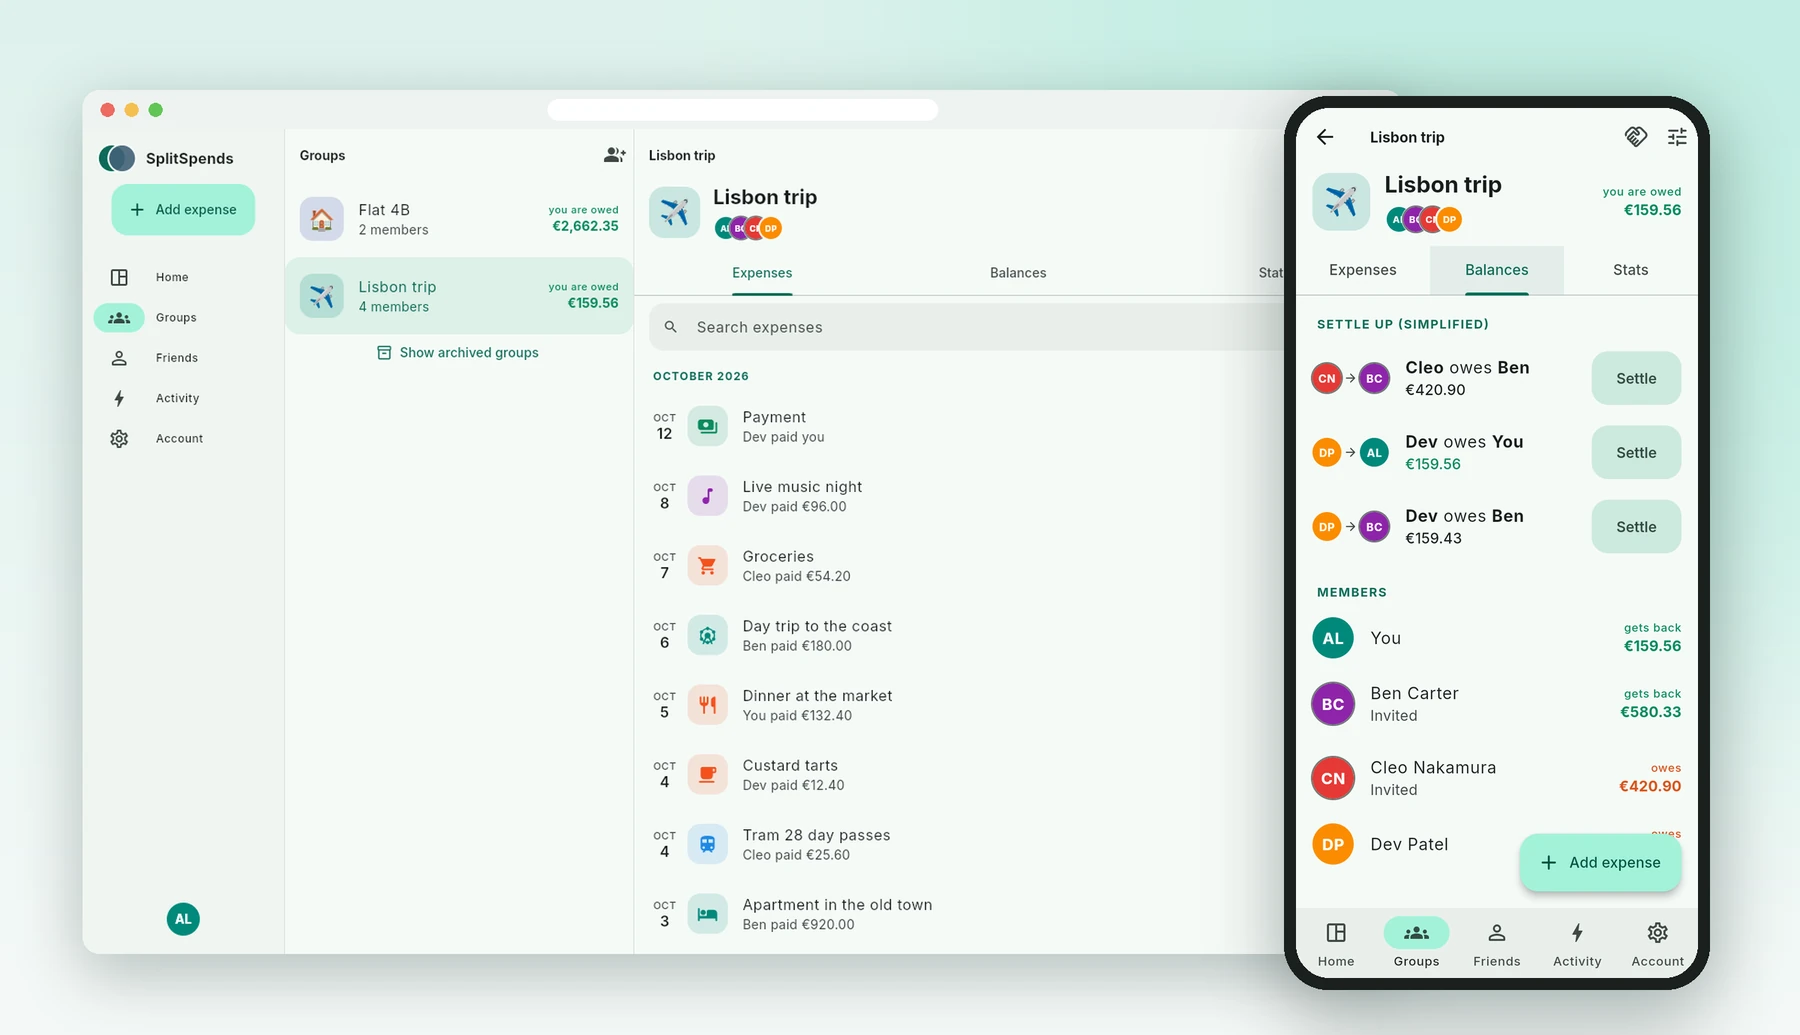 SplitSpends
Add expense
Home
Groups
Friends
Activity
Account
AL
Groups
Flat 4B
2 members
you are owed
€2,662.35
Lisbon trip
4 members
you are owed
€159.56
Show archived groups
Lisbon trip
Lisbon trip
DP
Expenses
Balances
Search expenses
OCTOBER 2026
OCT
12
Payment
Dev paid you
OCT
8
Live music night
Dev paid €96.00
OCT
7
Groceries
Cleo paid €54.20
OCT
6
Day trip to the coast
Ben paid €180.00
OCT
5
Dinner at the market
You paid €132.40
OCT
4
Custard tarts
Dev paid €12.40
OCT
4
Tram 28 day passes
Cleo paid €25.60
OCT
3
Apartment in the old town
Ben paid €920.00
Lisbon trip
Lisbon trip
DP
you are owed
€159.56
Expenses
Balances
Stats
SETTLE UP (SIMPLIFIED)
CN
BC
Cleo owes Ben
€420.90
Settle
DP
AL
Dev owes You
€159.56
Settle
DP
BC
Dev owes Ben
€159.43
Settle
MEMBERS
AL
You
gets back
€159.56
BC
Ben Carter
Invited
gets back
€580.33
CN
Cleo Nakamura
Invited
owes
€420.90
DP
Dev Patel
owes
Add expense
Home
Groups
Friends
Activity
Account